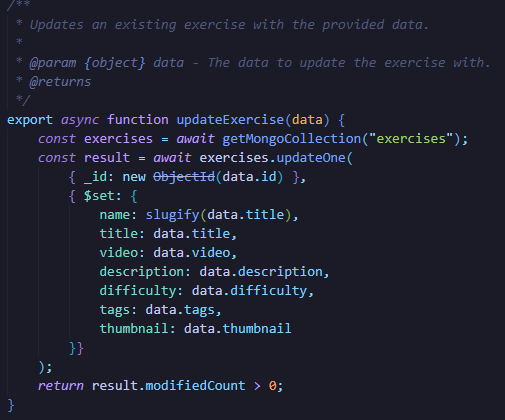 /**
 * Updates an existing exercise with the provided data.
 *
 * @param {object} data - The data to update the exercise with.
 * @returns
 */
export async function updateExercise(data) {
    const exercises = await getMongoCollection("exercises");
    const result = await exercises.updateOne(
        { _id: new ObjectId(data.id) },
        { $set: {
            name: slugify(data.title),
            title: data.title,
            video: data.video,
            description: data.description,
            difficulty: data.difficulty,
            tags: data.tags,
            thumbnail: data.thumbnail
        }}
    );
    return result.modifiedCount > 0;
}